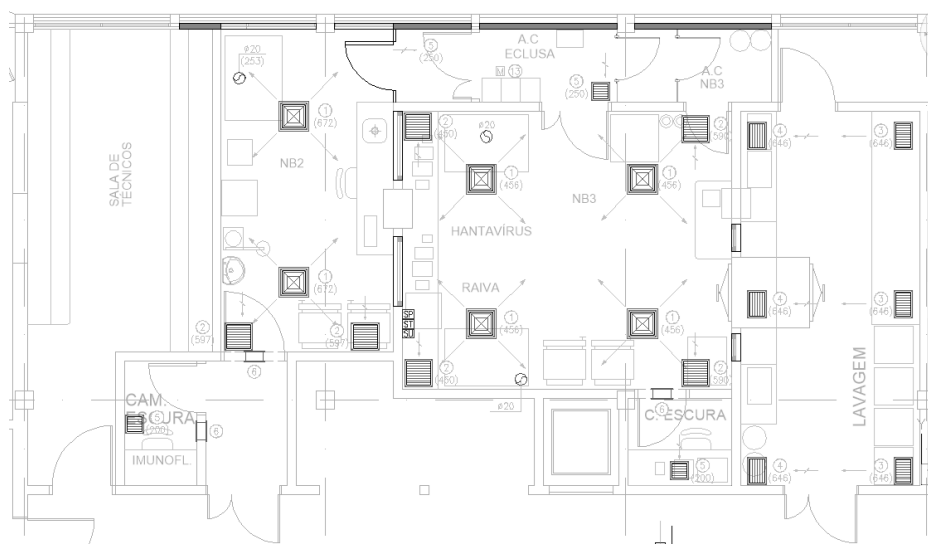 A.C
ECLUSA
5
(250)
M
13
5
(250)
A.C
NB3
ø20
(253)
1
(672)
NB2
SALA DE
TÉCNICOS
1
(672)
2
(597)
2
(597)
2
(450)
ø20
1
(456)
HANTAVÍRUS
RAIVA
1
(456)
NB3
2
(590)
1
(456)
1
(456)
SP
ST
SU
2
(450)
ø20
2
(590)
4
(646)
3
(646)
4
(646)
3
(646)
LAVAGEM
4
(646)
3
(646)
6
CAM.
ESCURA
5
(200)
6
IMUNOFL.
6
C. ESCURA
5
(200)